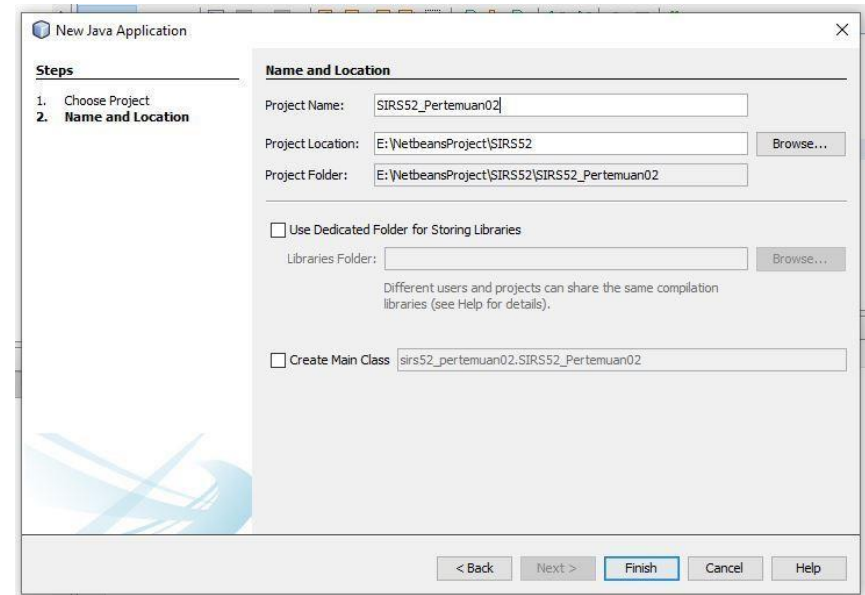 New Java Application
Steps
1. Choose Project
2. Name and Location
Name and Location
Project Name: SIRS52_Pertemuan02
Project Location: E:\NetbeansProject\SIRS52 Browse...
Project Folder: E:\NetbeansProject\SIRS52\SIRS52_Pertemuan02
Use Dedicated Folder for Storing Libraries
Libraries Folder: Browse...
Different users and projects can share the same compilation
libraries (see Help for details).
Create Main Class sirs52_pertemuan02.SIRS52_Pertemuan02
< Back Next > Finish Cancel Help